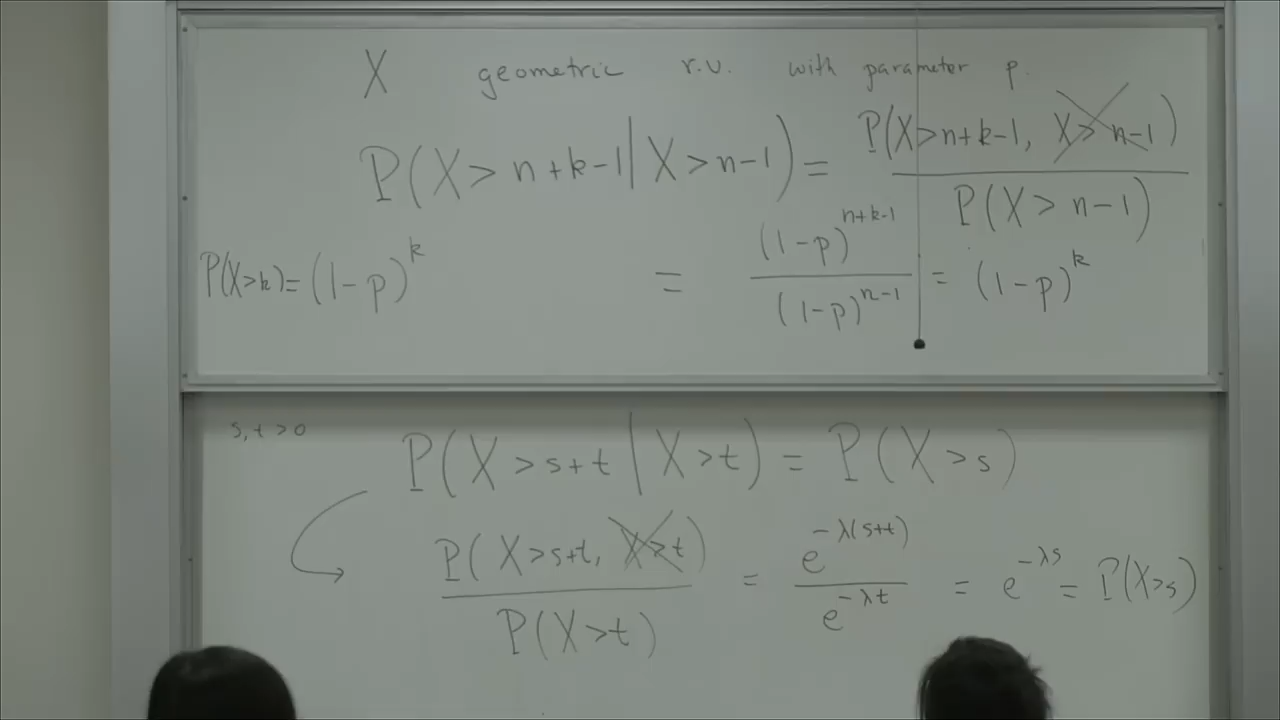 X geometric r.v. with parameter p.
P(X > n+k-1 | X > n-1) = P(X > n+k-1, X > n-1) / P(X > n-1)
P(X>k) = (1-p)^k = (1-p)^{n+k-1} / (1-p)^{n-1} = (1-p)^k
s, t > 0
P(X > s+t | X > t) = P(X > s)
P(X > s+t, X > t) / P(X > t) = e^{-λ(s+t)} / e^{-λt} = e^{-λs} = P(X > s)